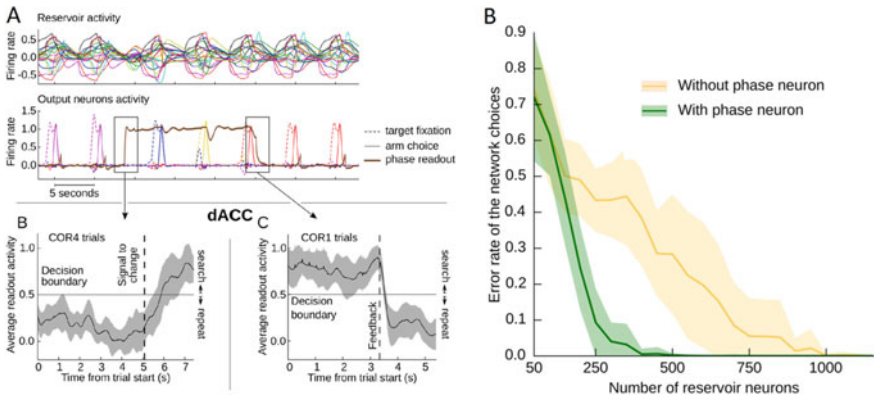 A
Reservoir activity
Firing rate
0.5
0.0
-0.5
Output neurons activity
Firing rate
1.5
1.0
0.5
0.0
target fixation
arm choice
phase readout
5 seconds
dACC
B
COR4 trials
Average readout activity
1.0
0.5
0.0
Decision
boundary
Signal to
change
search
repeat
0 1 2 3 4 5 6 7
Time from trial start (s)
C
COR1 trials
Average readout activity
1.0
0.5
0.0
Decision
boundary
Feedback
search
repeat
0 1 2 3 4 5
Time from trial start (s)
B
Error rate of the network choices
0.9
0.8
0.7
0.6
0.5
0.4
0.3
0.2
0.1
0.0
Without phase neuron
With phase neuron
50 250 500 750 1000
Number of reservoir neurons